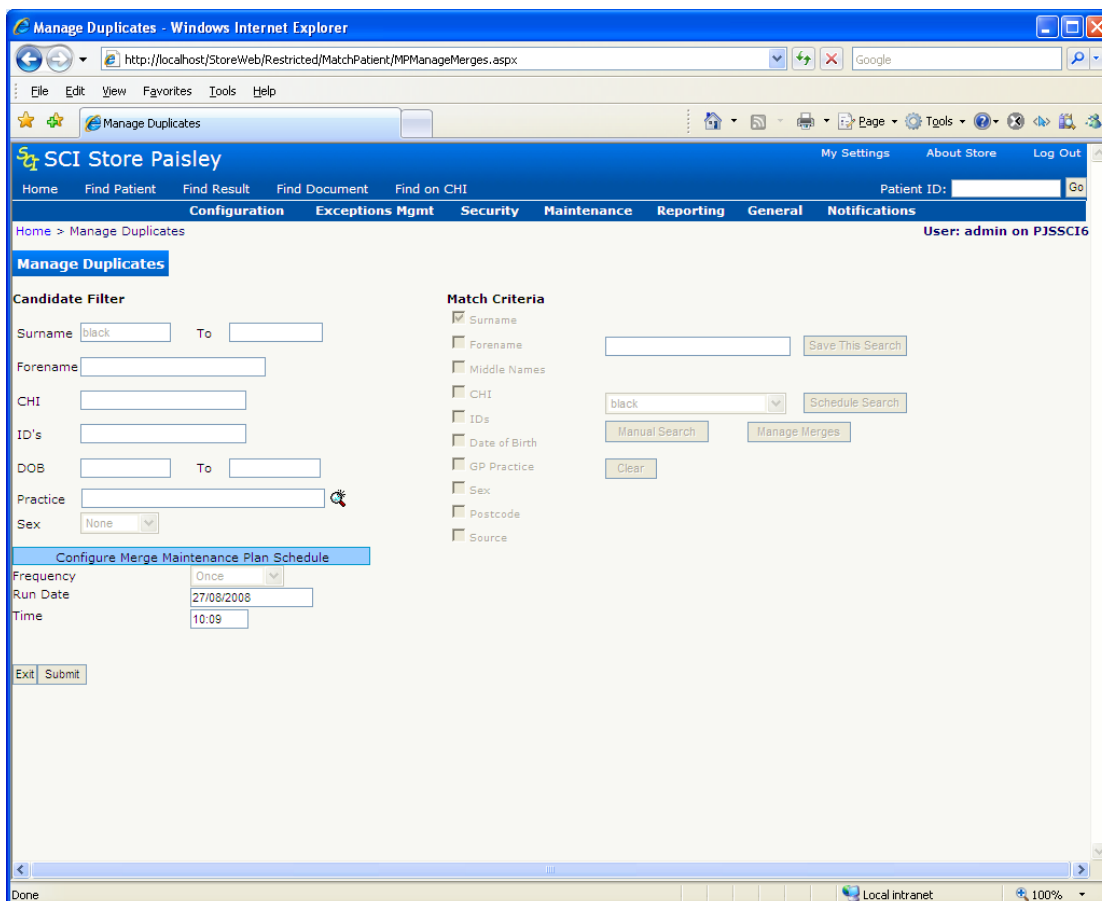 Manage Duplicates - Windows Internet Explorer
http://localhost/StoreWeb/Restricted/MatchPatient/MPManageMerges.aspx
Google
File Edit View Favorites Tools Help
Manage Duplicates
Page Tools
SCI Store Paisley
My Settings About Store Log Out
Home Find Patient Find Result Find Document Find on CHI
Patient ID: Go
Configuration Exceptions Mgmt Security Maintenance Reporting General Notifications
Home > Manage Duplicates
User: admin on PJSSCI6
Manage Duplicates
Candidate Filter
Surname black To
Forename
CHI
ID's
DOB To
Practice
Sex None
Configure Merge Maintenance Plan Schedule
Frequency Once
Run Date 27/08/2008
Time 10:09
Exit Submit
Match Criteria
Surname
Forename Save This Search
Middle Names
CHI black Schedule Search
IDs Manual Search Manage Merges
Date of Birth
GP Practice Clear
Sex
Postcode
Source
Done
Local intranet
100%